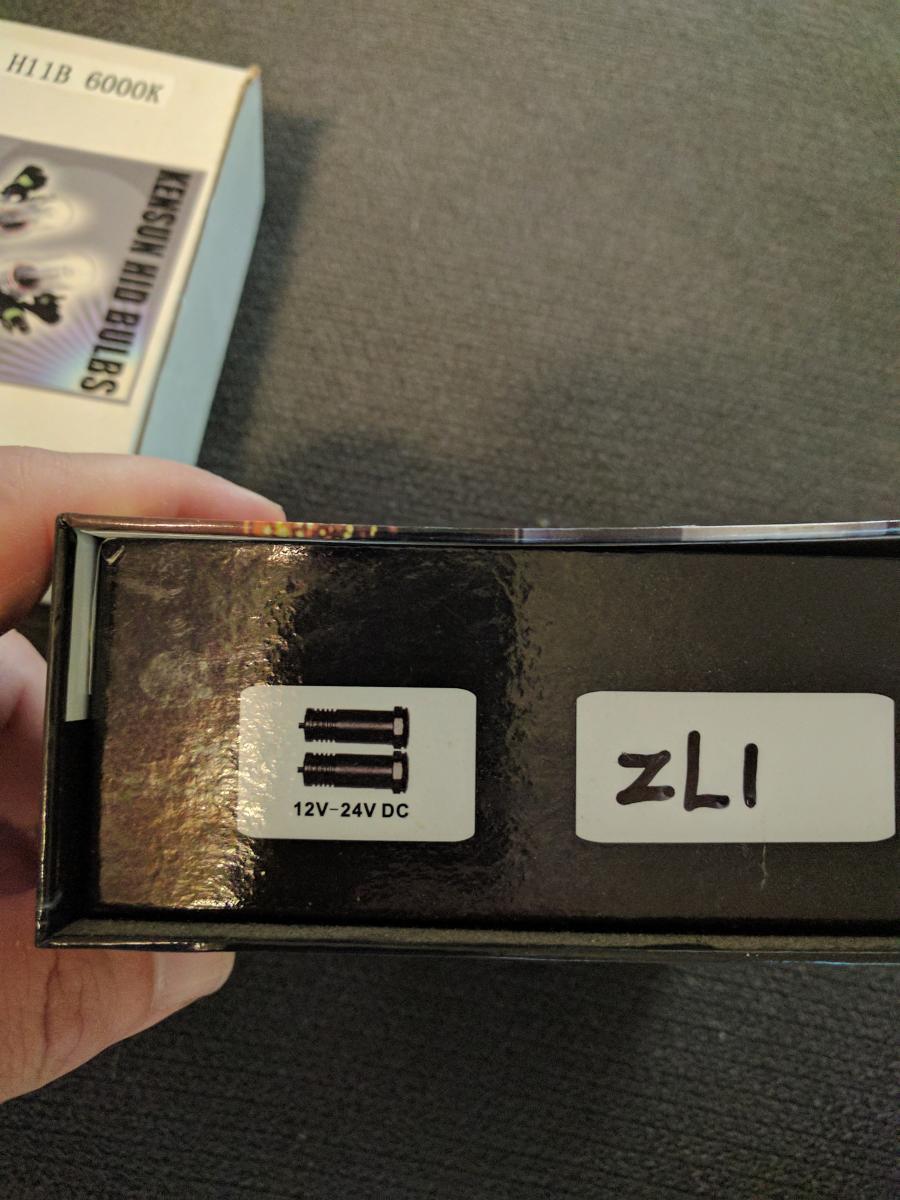 H11B 6000K
KENSUN HID BULBS
12V-24V DC
ZL1